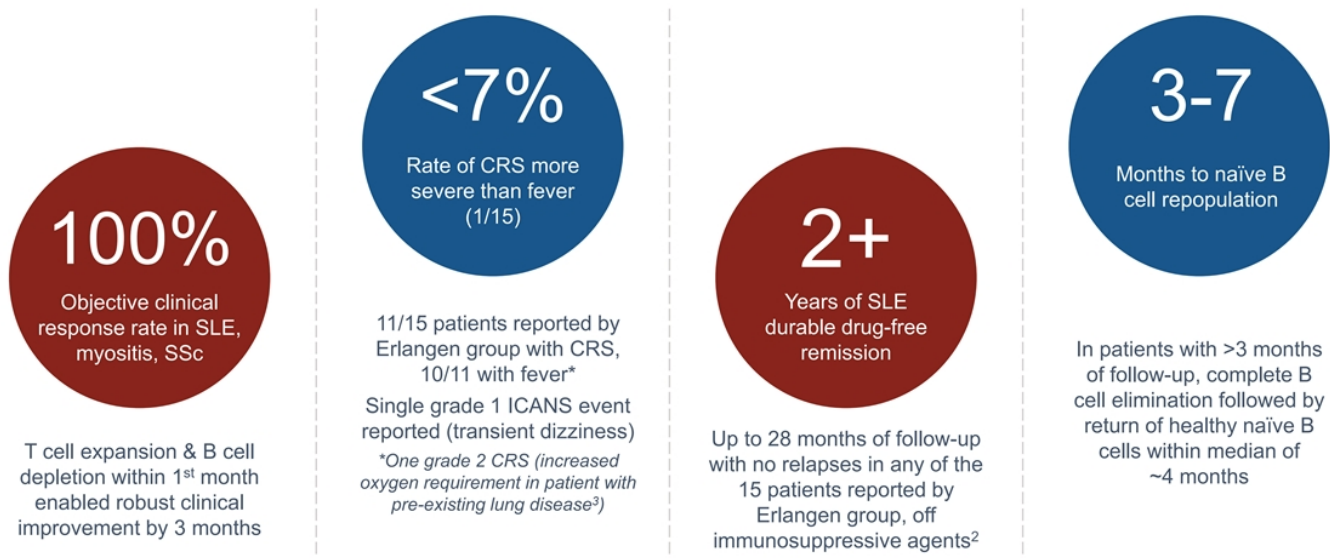 100%
Objective clinical
response rate in SLE,
myositis, SSc
T cell expansion & B cell
depletion within 1st month
enabled robust clinical
improvement by 3 months
<7%
Rate of CRS more
severe than fever
(1/15)
11/15 patients reported by
Erlangen group with CRS,
10/11 with fever*
Single grade 1 ICANS event
reported (transient dizziness)
*One grade 2 CRS (increased
oxygen requirement in patient with
pre-existing lung disease3)
2+
Years of SLE
durable drug-free
remission
Up to 28 months of follow-up
with no relapses in any of the
15 patients reported by
Erlangen group, off
immunosuppressive agents2
3-7
Months to naïve B
cell repopulation
In patients with >3 months
of follow-up, complete B
cell elimination followed by
return of healthy naïve B
cells within median of
~4 months